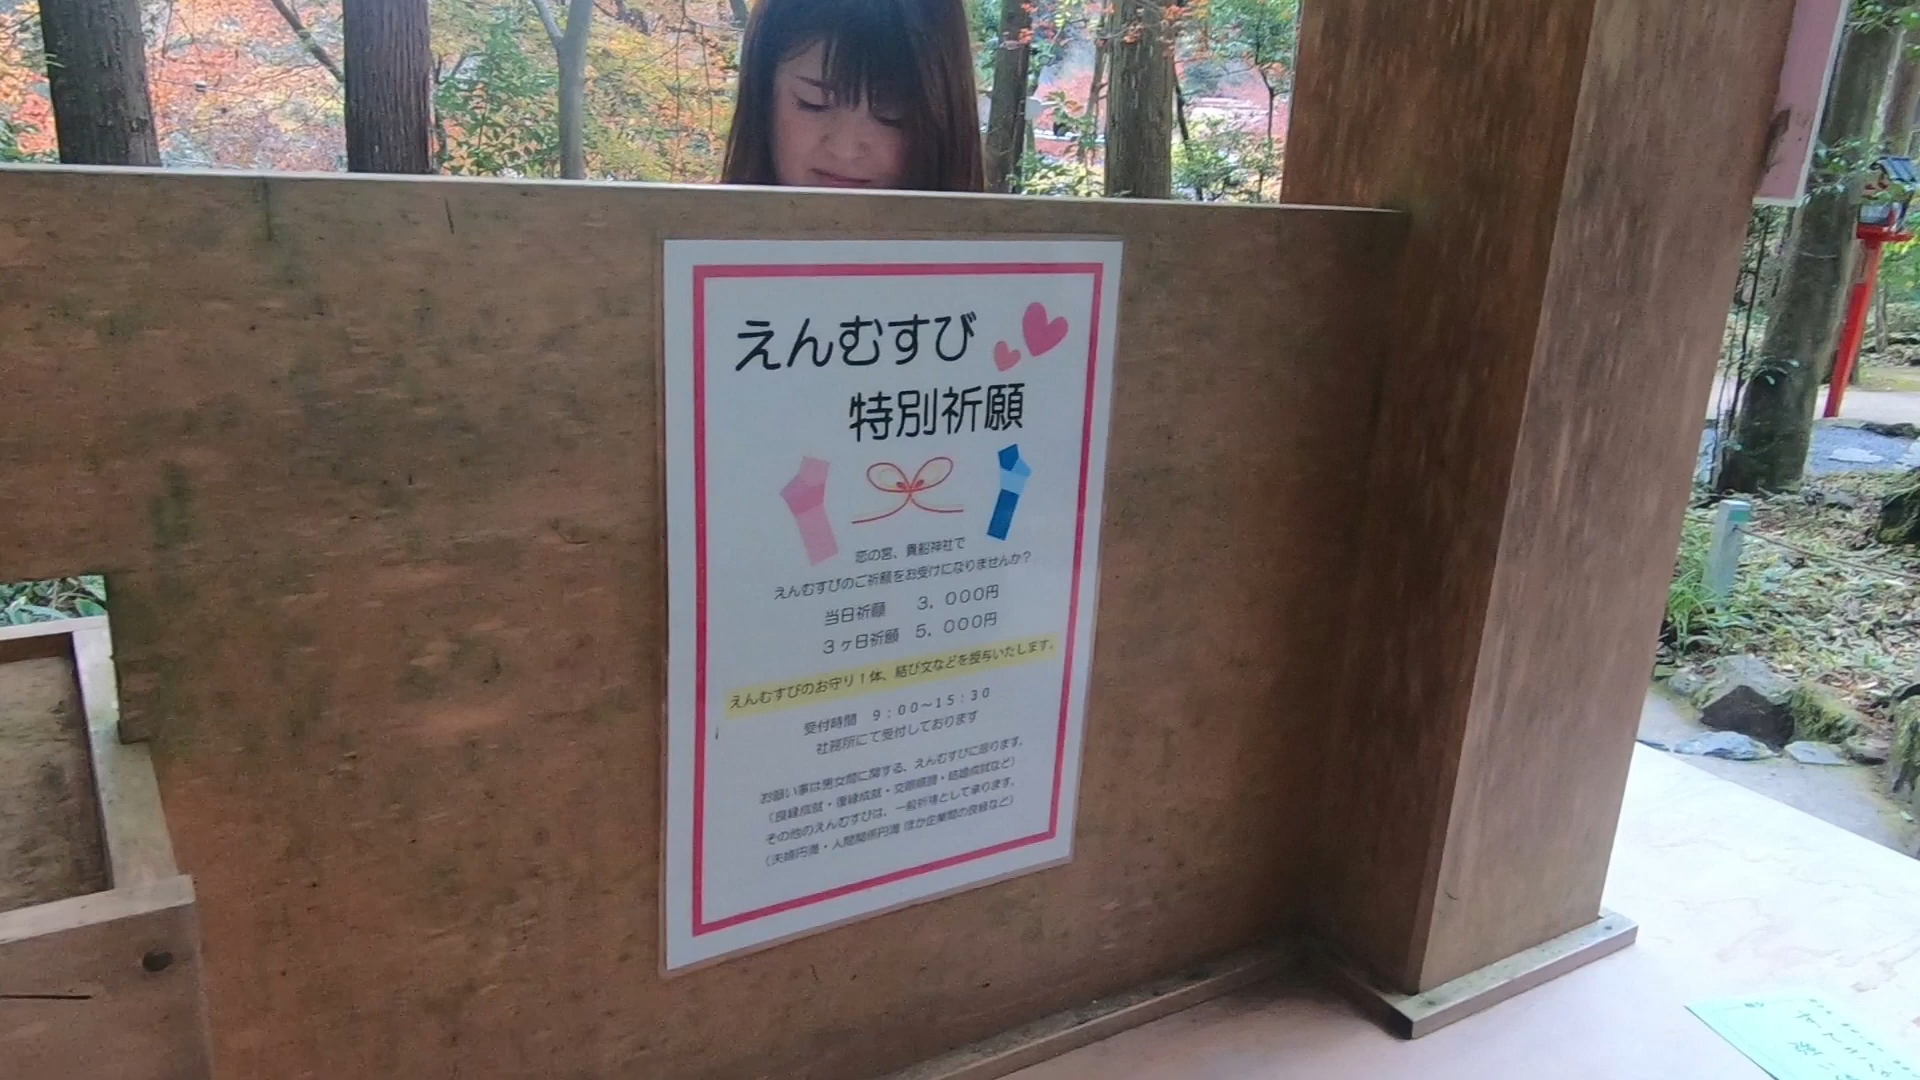 えんむすび
特別祈願
恋の宮、貴船神社で
えんむすびのご祈願をお受けになりませんか？
当日祈願　３，０００円
３ヶ日祈願　５，０００円
えんむすびのお守り１体、結び文などを授与いたします。
受付時間　９：００～１５：３０
社務所にて受付しております
お願い事は男女間に関する、えんむすびに限ります。
（良縁成就・復縁成就・交際順調・結婚成就など）
その他のえんむすびは、一般祈祷として承ります。
（夫婦円満・人間関係円満 ほか企業間の良縁など）